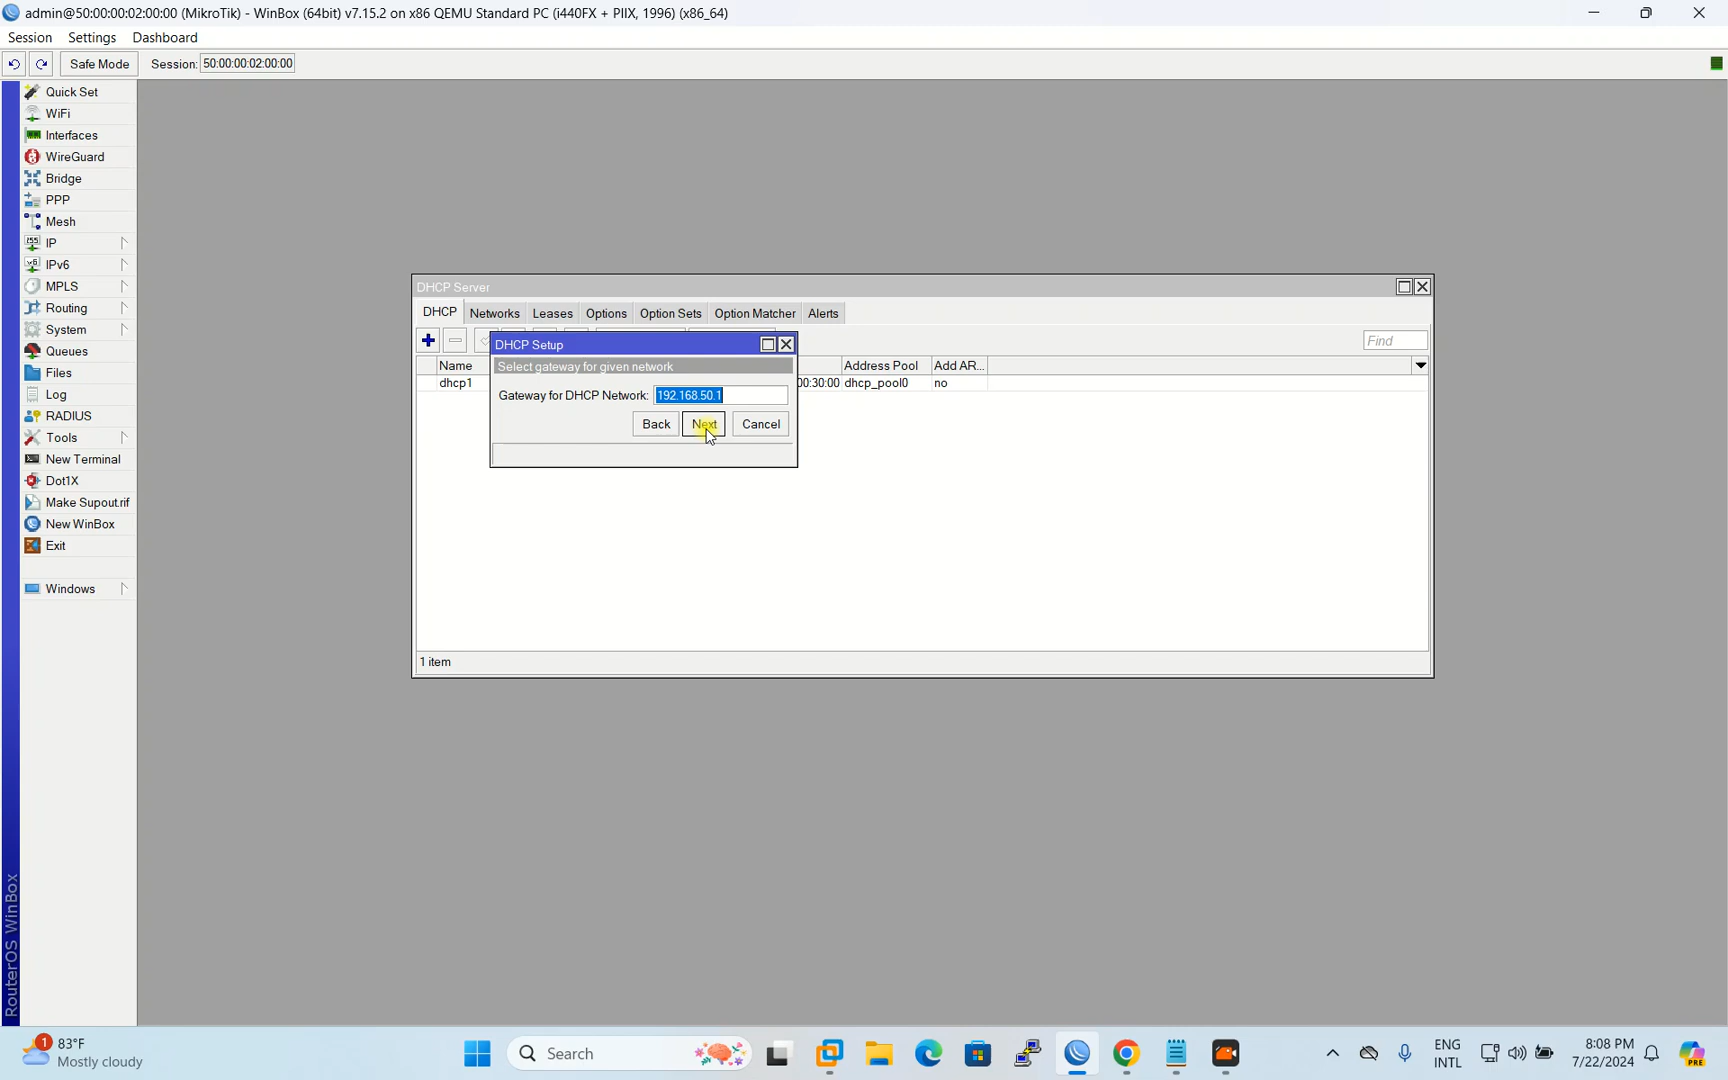 admin@50:00:00:02:00:00 (MikroTik) - WinBox (64bit) v7.15.2 on x86 QEMU Standard PC (i440FX + PIIX, 1996) (x86_64)
Session Settings Dashboard
Safe Mode Session: 50:00:00:02:00:00
Quick Set
WiFi
Interfaces
WireGuard
Bridge
PPP
Mesh
IP
IPv6
MPLS
Routing
System
Queues
Files
Log
RADIUS
Tools
New Terminal
Dot1X
Make Supout.rif
New WinBox
Exit
Windows
RouterOS WinBox
DHCP Server
DHCP Networks Leases Options Option Sets Option Matcher Alerts
Find
Name Address Pool Add AR...
dhcp1 00:30:00 dhcp_pool0 no
DHCP Setup
Select gateway for given network
Gateway for DHCP Network: 192.168.50.1
Back Next Cancel
1 item
1 83°F
Mostly cloudy
Search
ENG
INTL
8:08 PM
7/22/2024
PRE